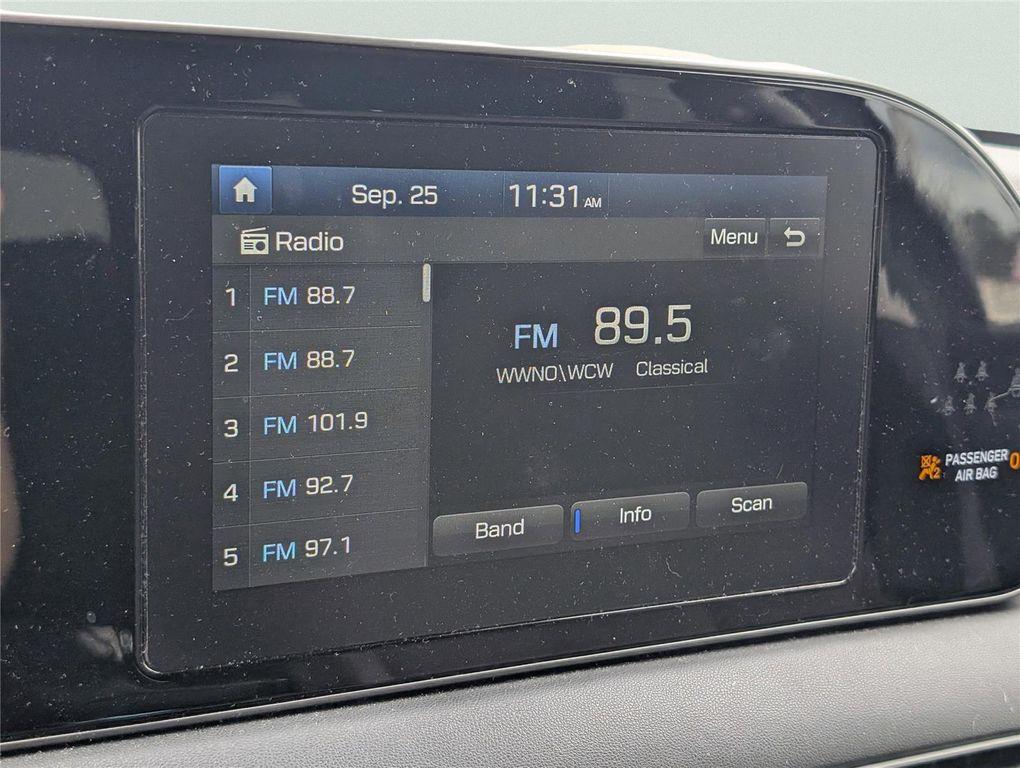 Sep. 25 11:31 AM
Radio Menu
1 FM 88.7
2 FM 88.7
3 FM 101.9
4 FM 92.7
5 FM 97.1
FM 89.5
WWNO\WCW Classical
Band Info Scan
PASSENGER
AIR BAG
2